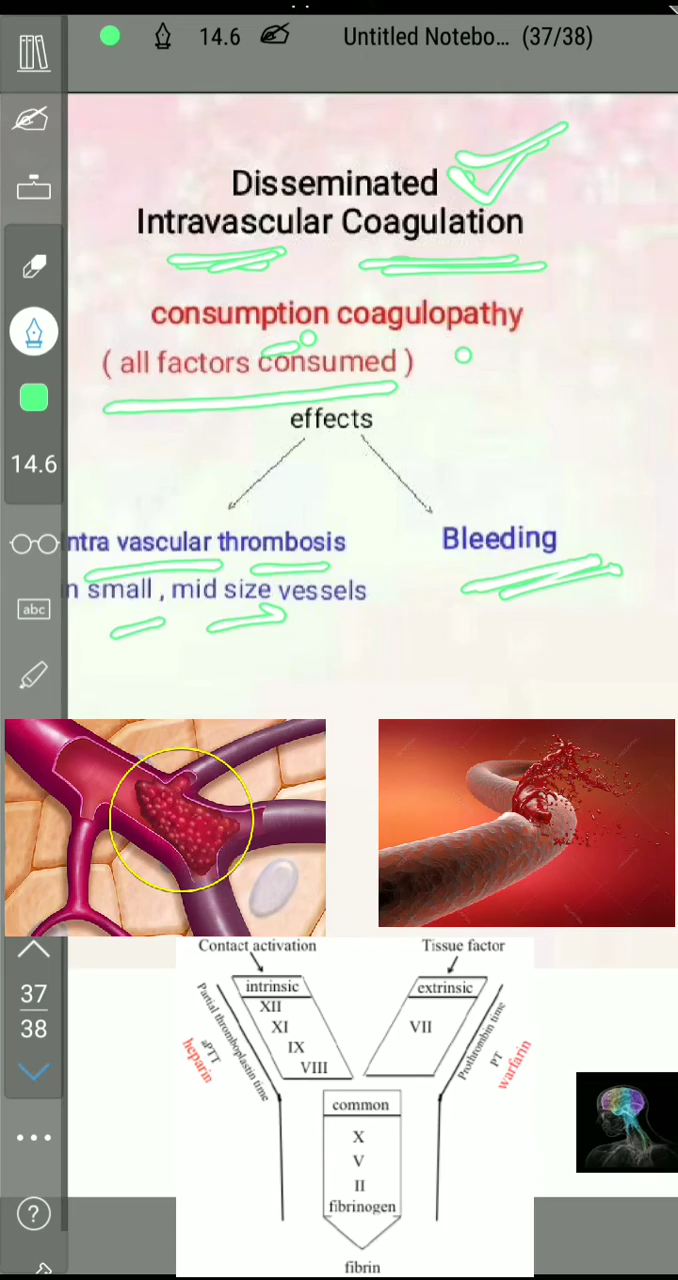 14.6 Untitled Notebo... (37/38)
Disseminated
Intravascular Coagulation
consumption coagulopathy
( all factors consumed )
effects
14.6
ntra vascular thrombosis
Bleeding
n small , mid size vessels
abc
37
38
Contact activation
Tissue factor
intrinsic
extrinsic
XII
XI
IX
VIII
VII
Partial thromboplastin time
aPTT
heparin
Prothrombin time
PT
warfarin
common
X
V
II
fibrinogen
fibrin
?